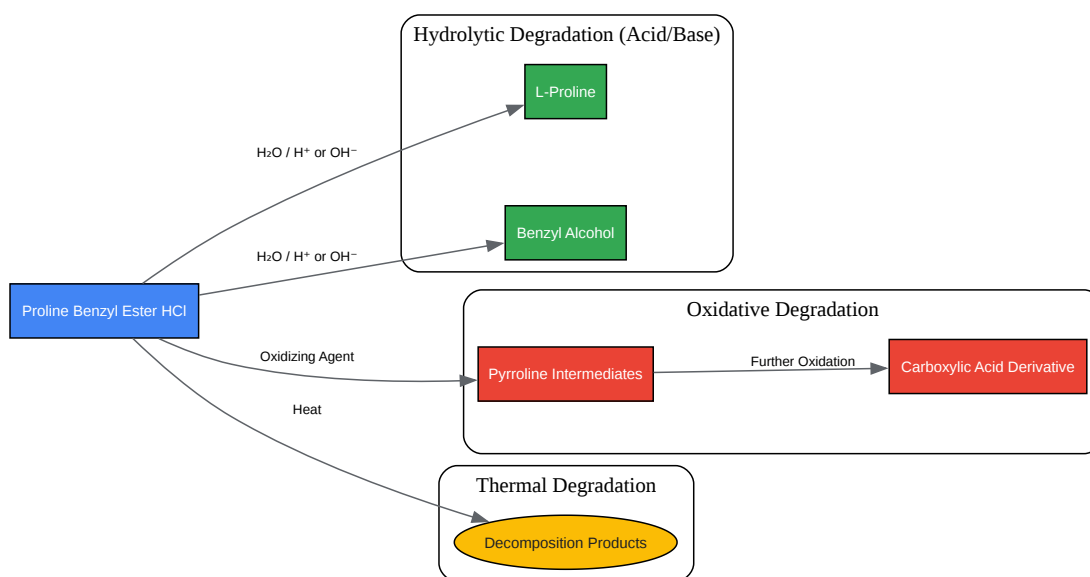 Hydrolytic Degradation (Acid/Base)
L-Proline
H₂O / H⁺ or OH⁻
Benzyl Alcohol
H₂O / H⁺ or OH⁻
Proline Benzyl Ester HCl
Oxidative Degradation
Oxidizing Agent
Pyrroline Intermediates
Further Oxidation
Carboxylic Acid Derivative
Heat
Thermal Degradation
Decomposition Products